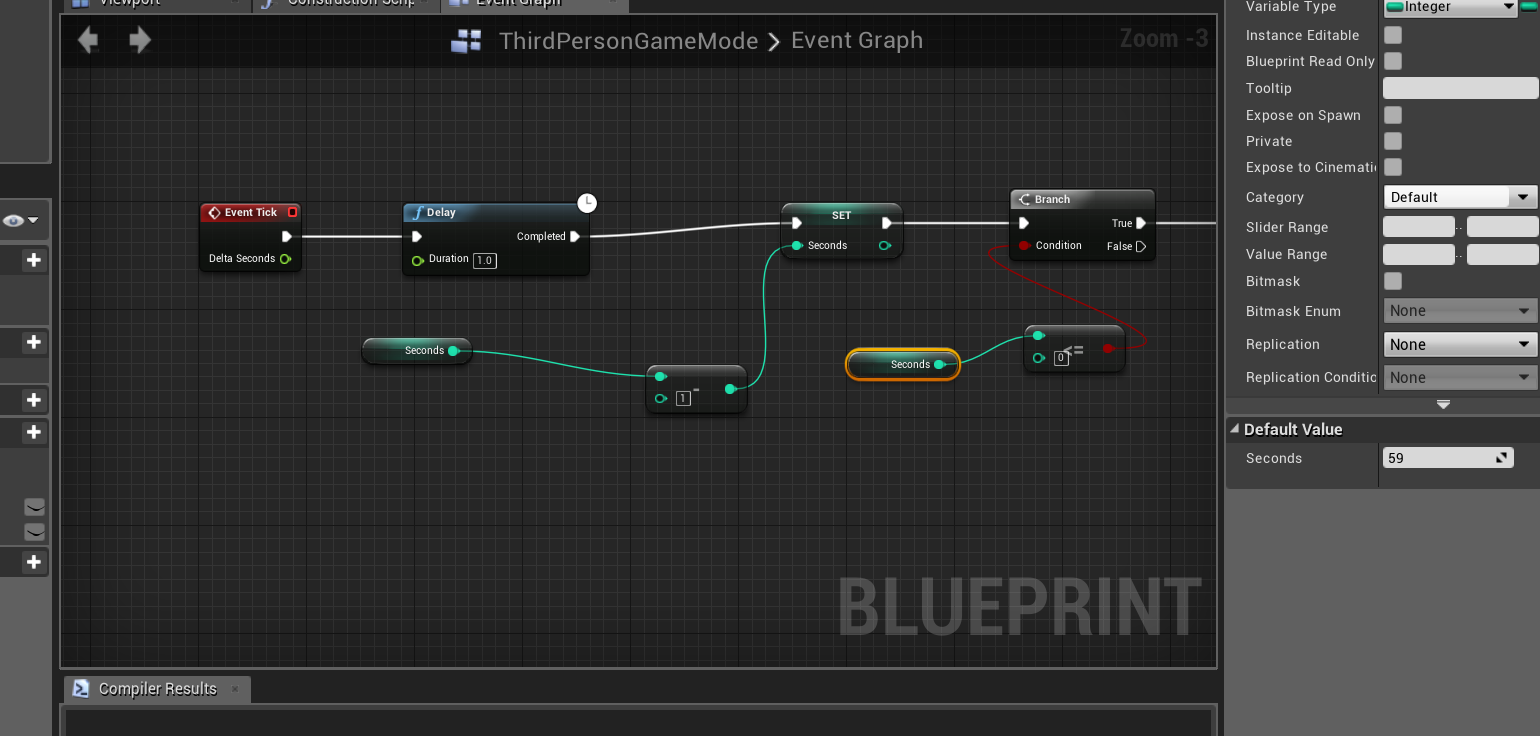 Viewport
Construction Scrip
Event Graph
ThirdPersonGameMode > Event Graph
Zoom -3
Event Tick
Delta Seconds
Delay
Completed
Duration 1.0
SET
Seconds
Branch
True
Condition
False
Seconds
1 -
Seconds
0 <=
BLUEPRINT
Compiler Results
Variable Type Integer
Instance Editable
Blueprint Read Only
Tooltip
Expose on Spawn
Private
Expose to Cinemati
Category Default
Slider Range ..
Value Range ..
Bitmask
Bitmask Enum None
Replication None
Replication Conditic None
Default Value
Seconds 59